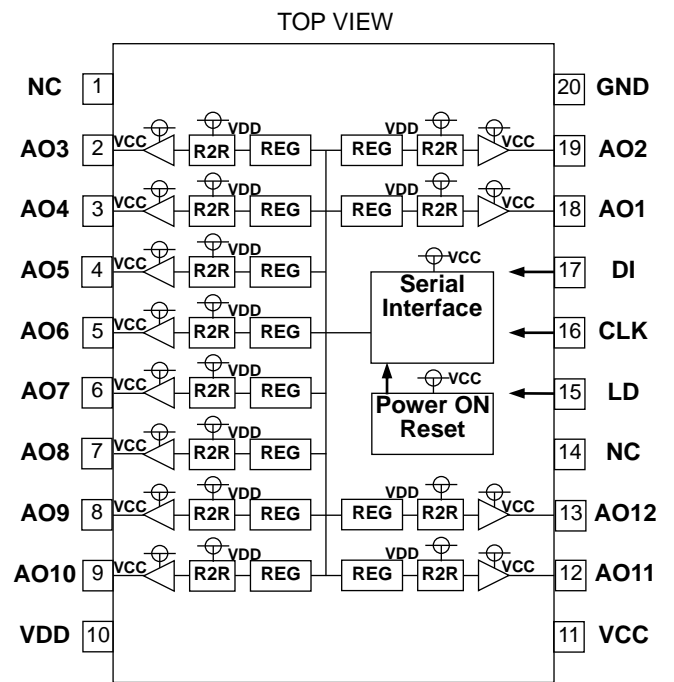 TOP VIEW
NC 1 20 GND
AO3 2 VCC R2R VDD REG REG VDD R2R VCC 19 AO2
AO4 3 VCC R2R VDD REG REG VDD R2R VCC 18 AO1
AO5 4 VCC R2R VDD REG VCC 17 DI
Serial
Interface
AO6 5 VCC R2R VDD REG 16 CLK
AO7 6 VCC R2R VDD REG VCC 15 LD
Power ON
Reset
AO8 7 VCC R2R VDD REG 14 NC
AO9 8 VCC R2R VDD REG REG VDD R2R VCC 13 AO12
AO10 9 VCC R2R VDD REG REG VDD R2R VCC 12 AO11
VDD 10 11 VCC